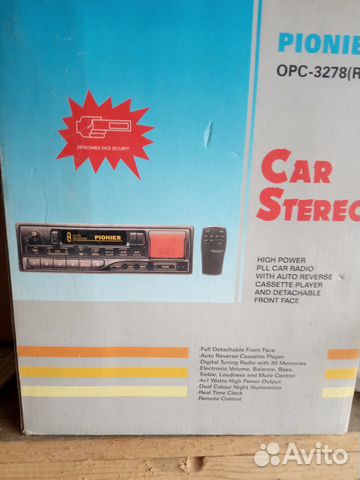 PIONIER
OPC-3278(R
DETACHABLE FACE SECURITY
CAR
STEREO
PIONIER
HIGH POWER
PLL CAR RADIO
WITH AUTO REVERSE
CASSETTE PLAYER
AND DETACHABLE
FRONT FACE
-Full Detachable Front Face
-Auto Reverse Cassette Player
-Digital Tuning Radio with 30 Memories
-Electronic Volume, Balance, Bass,
Treble, Loudness and Mute Control
-4x7 Watts High Power Output
-Dual Colour Night Illumination
-Real Time Clock
-Remote Control
Avito